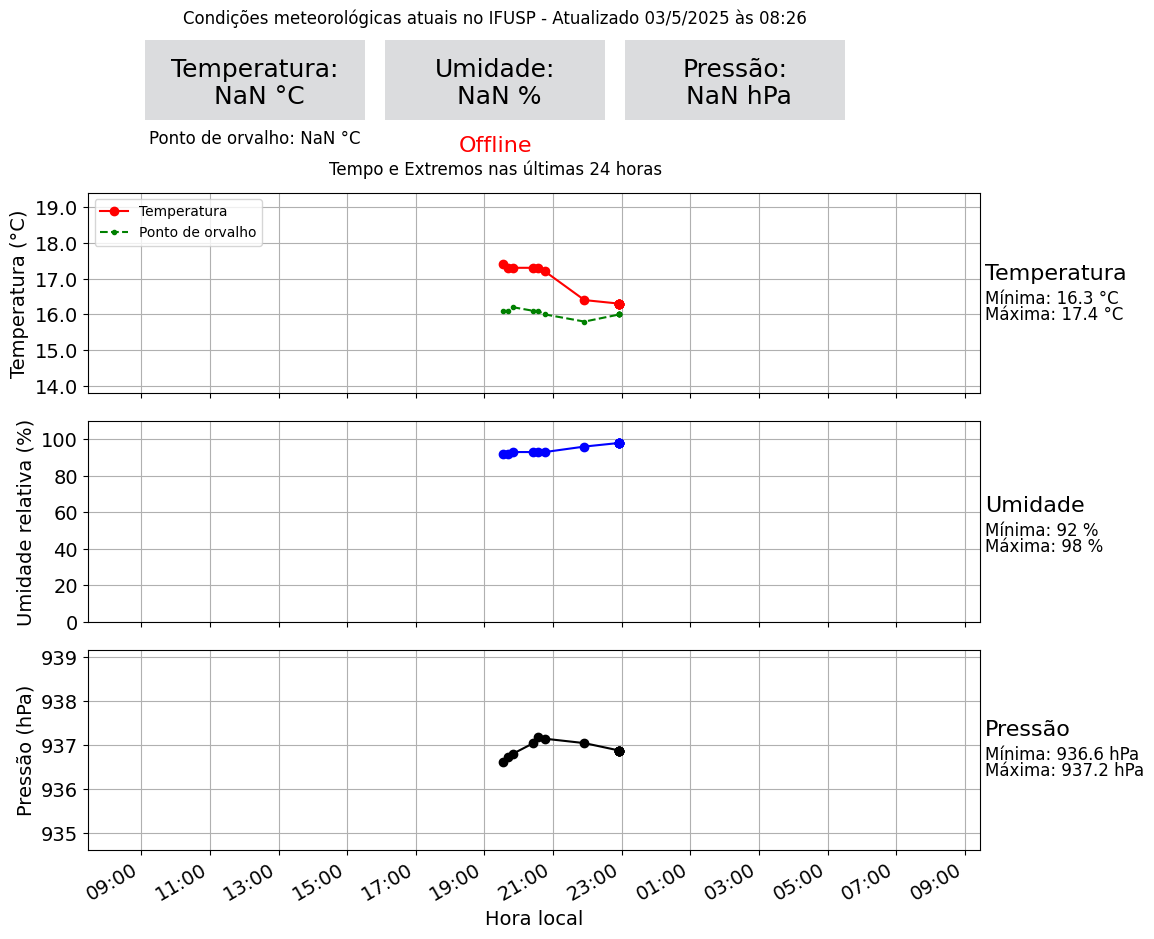 Condições meteorológicas atuais no IFUSP - Atualizado 03/5/2025 às 08:26
Temperatura:
NaN °C
Umidade:
NaN %
Pressão:
NaN hPa
Ponto de orvalho: NaN °C
Offline
Tempo e Extremos nas últimas 24 horas
Temperatura (°C)
19.0
18.0
17.0
16.0
15.0
14.0
Temperatura
Ponto de orvalho
Temperatura
Mínima: 16.3 °C
Máxima: 17.4 °C
Umidade relativa (%)
100
80
60
40
20
0
Umidade
Mínima: 92 %
Máxima: 98 %
Pressão (hPa)
939
938
937
936
935
Pressão
Mínima: 936.6 hPa
Máxima: 937.2 hPa
09:00 11:00 13:00 15:00 17:00 19:00 21:00 23:00 01:00 03:00 05:00 07:00 09:00
Hora local